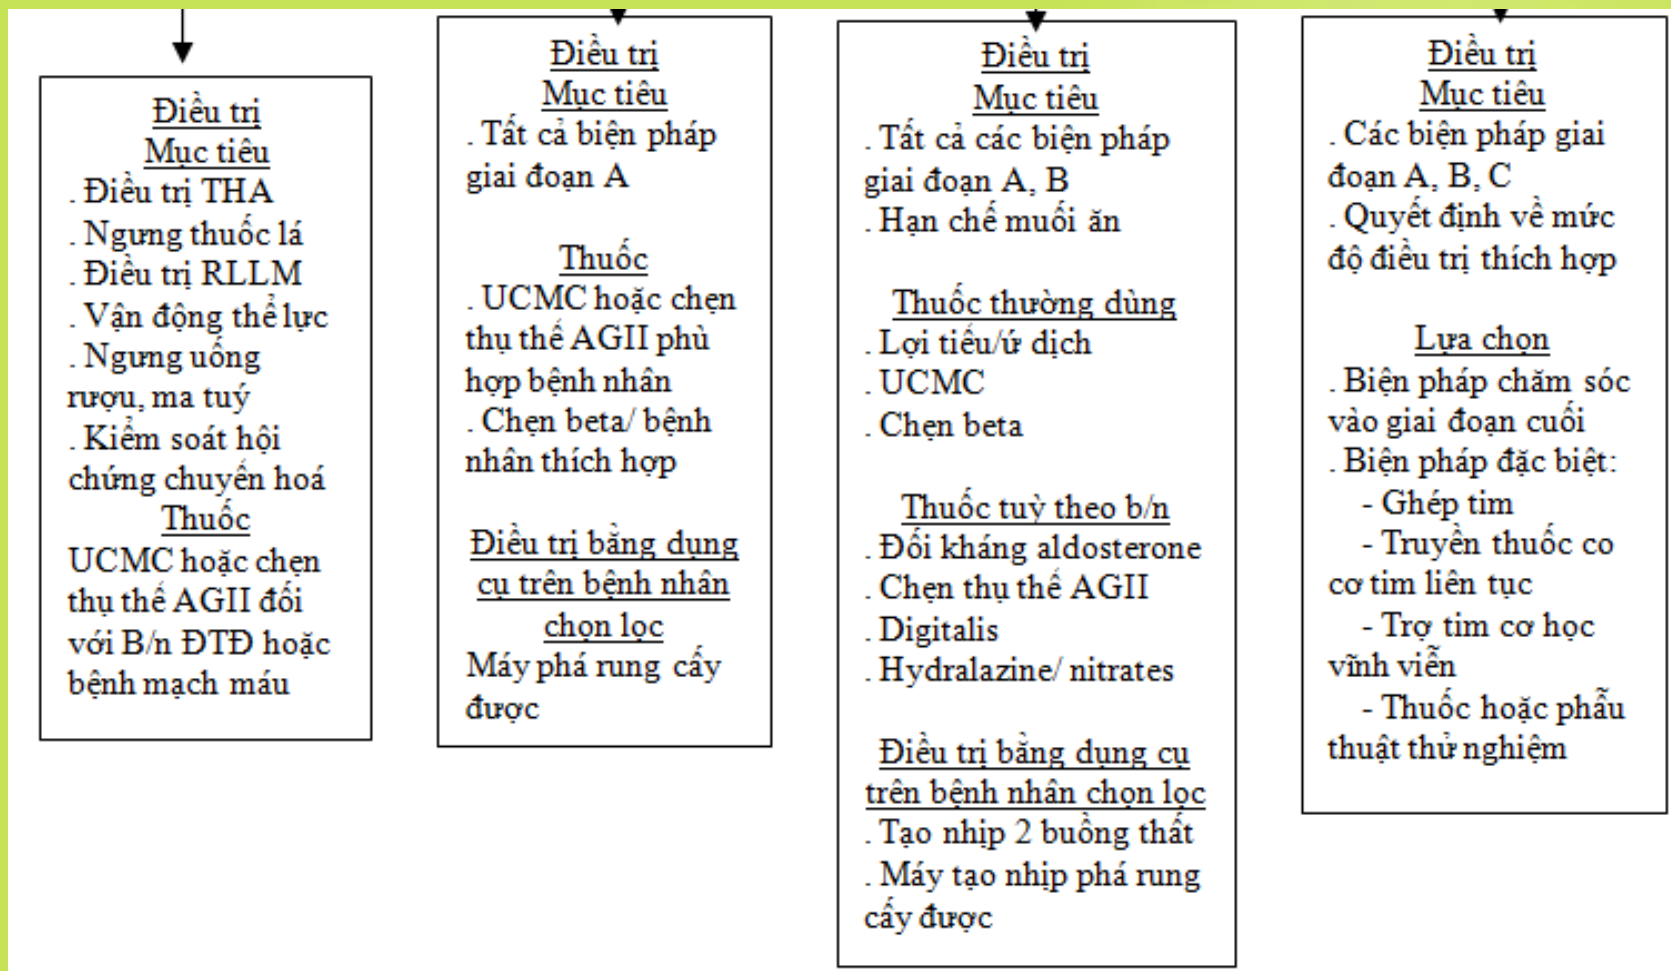 Điều trị
Mục tiêu
. Điều trị THA
. Ngưng thuốc lá
. Điều trị RLLM
. Vận động thể lực
. Ngưng uống
rượu, ma tuý
. Kiểm soát hội
chứng chuyển hoá
Thuốc
UCMC hoặc chẹn
thụ thể AGII đối
với B/n ĐTĐ hoặc
bệnh mạch máu
Điều trị
Mục tiêu
. Tất cả biện pháp
giai đoạn A
Thuốc
. UCMC hoặc chẹn
thụ thể AGII phù
hợp bệnh nhân
. Chẹn beta/ bệnh
nhân thích hợp
Điều trị bằng dụng
cụ trên bệnh nhân
chọn lọc
Máy phá rung cấy
được
Điều trị
Mục tiêu
. Tất cả các biện pháp
giai đoạn A, B
. Hạn chế muối ăn
Thuốc thường dùng
. Lợi tiểu/ứ dịch
. UCMC
. Chẹn beta
Thuốc tuỳ theo b/n
. Đối kháng aldosterone
. Chẹn thụ thể AGII
. Digitalis
. Hydralazine/ nitrates
Điều trị bằng dụng cụ
trên bệnh nhân chọn lọc
. Tạo nhịp 2 buồng thất
. Máy tạo nhịp phá rung
cấy được
Điều trị
Mục tiêu
. Các biện pháp giai
đoạn A, B, C
. Quyết định về mức
độ điều trị thích hợp
Lựa chọn
. Biện pháp chăm sóc
vào giai đoạn cuối
. Biện pháp đặc biệt:
- Ghép tim
- Truyền thuốc co
cơ tim liên tục
- Trợ tim cơ học
vĩnh viễn
- Thuốc hoặc phẫu
thuật thử nghiệm